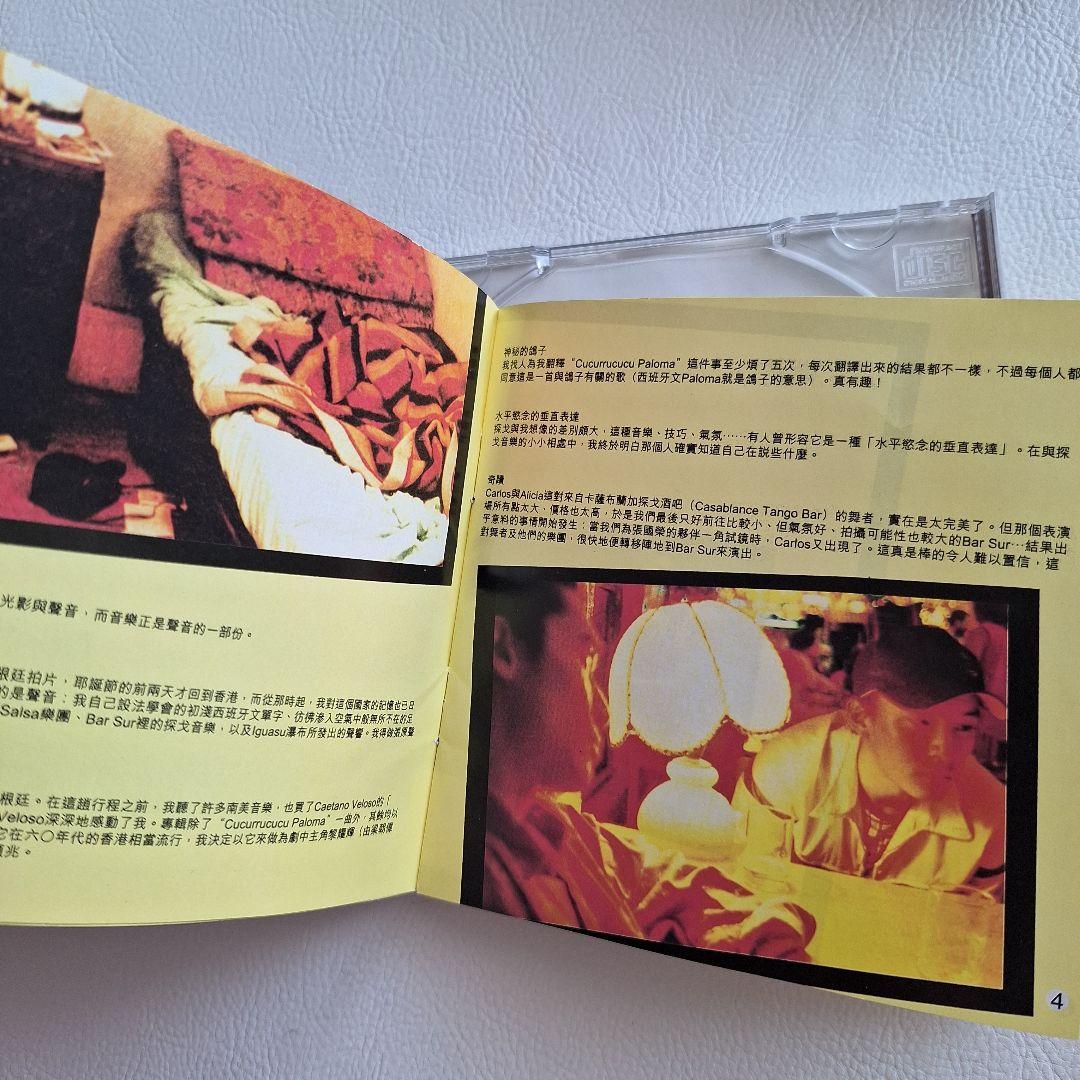 光影與聲音，而音樂正是聲音的一部份。
根廷拍片，耶誕節的前兩天才回到香港，而從那時起，我對這個國家的記憶也已日
的是聲音：我自己設法學會的初淺西班牙文單字、彷彿滲入空氣中般無所不在的足
Salsa樂團、Bar Sur裡的探戈音樂，以及Iguasu瀑布所發出的聲響。我得做
根廷。在這趟行程之前，我聽了許多南美音樂，也買了Caetano Veloso的「
Veloso深深地感動了我。專輯除了“Cucurrucucu Paloma”一曲外，其餘均以
它在六〇年代的香港相當流行，我決定以它來做為劇中主角黎耀輝（由梁朝偉
預兆。
神秘的鴿子
我找人為我翻釋“Cucurrucucu Paloma”這件事至少煩了五次，每次翻譯出來的結果都不一樣，不過每個人都
同意這是一首與鴿子有關的歌（西班牙文Paloma就是鴿子的意思）。真有趣！
水平慾念的垂直表達
探戈與我想像的差別頗大，這種音樂、技巧、氣氛……有人曾形容它是一種「水平慾念的垂直表達」。在與探
戈音樂的小小相處中，我終於明白那個人確實知道自己在說些什麼。
奇蹟
Carlos與Alicia這對來自卡薩布蘭加探戈酒吧（Casablance Tango Bar）的舞者，實在是太完美了。但那個表演
場所有點太大、價格也太高，於是我們最後只好前往比較小、但氣氛好、拍攝可能性也較大的Bar Sur…結果出
乎意料的事情開始發生：當我們為張國榮的夥伴一角試鏡時，Carlos又出現了。這真是棒的令人難以置信，這
對舞者及他們的樂團，很快地便轉移陣地到Bar Sur來演出。
4